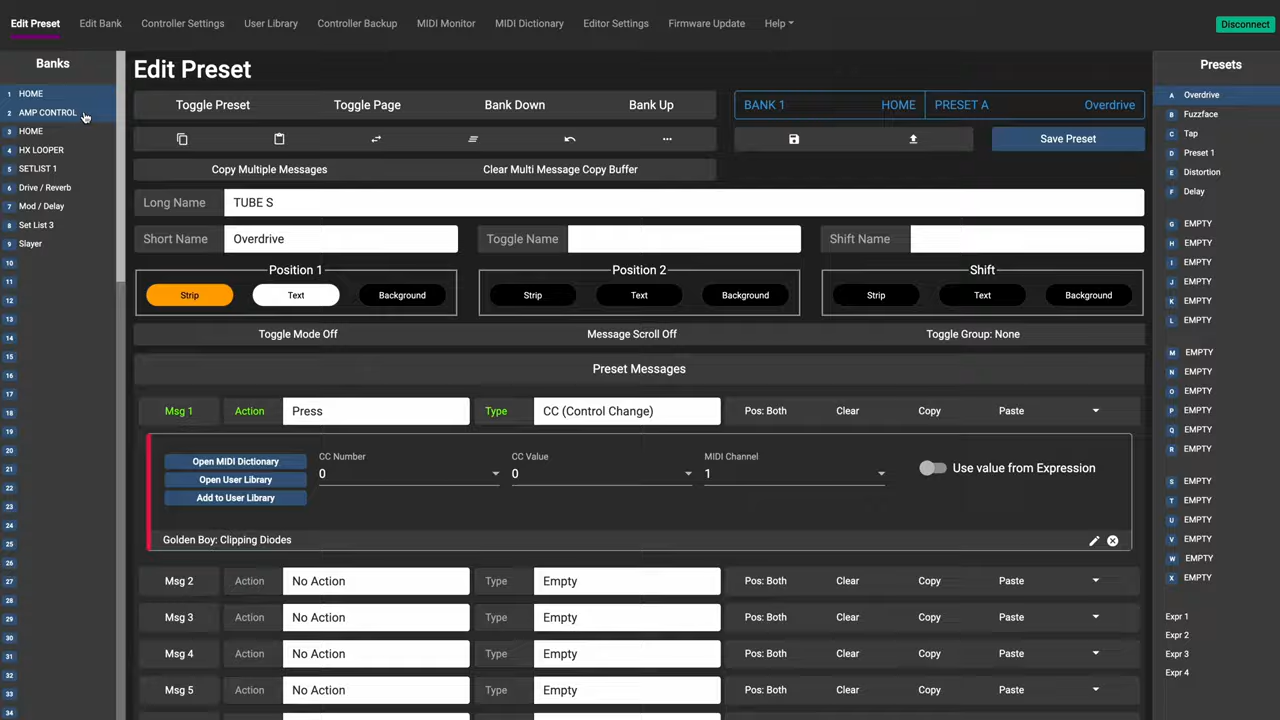 Edit Preset Edit Bank Controller Settings User Library Controller Backup MIDI Monitor MIDI Dictionary Editor Settings Firmware Update Help Disconnect
Banks
1 HOME
2 AMP CONTROL
3 HOME
4 HX LOOPER
5 SETLIST 1
6 Drive / Reverb
7 Mod / Delay
8 Set List 3
9 Slayer
10
11
12
13
14
15
16
17
18
19
20
21
22
23
24
25
26
27
28
29
30
31
32
33
34
Edit Preset
Toggle Preset Toggle Page Bank Down Bank Up
BANK 1 HOME PRESET A Overdrive
Save Preset
Copy Multiple Messages Clear Multi Message Copy Buffer
Long Name TUBE S
Short Name Overdrive Toggle Name Shift Name
Position 1 Position 2 Shift
Strip Text Background Strip Text Background Strip Text Background
Toggle Mode Off Message Scroll Off Toggle Group: None
Preset Messages
Msg 1 Action Press Type CC (Control Change) Pos: Both Clear Copy Paste
CC Number CC Value MIDI Channel
Open MIDI Dictionary
0 0 1 Use value from Expression
Open User Library
Add to User Library
Golden Boy: Clipping Diodes
Msg 2 Action No Action Type Empty Pos: Both Clear Copy Paste
Msg 3 Action No Action Type Empty Pos: Both Clear Copy Paste
Msg 4 Action No Action Type Empty Pos: Both Clear Copy Paste
Msg 5 Action No Action Type Empty Pos: Both Clear Copy Paste
Presets
A Overdrive
B Fuzzface
C Tap
D Preset 1
E Distortion
F Delay
G EMPTY
H EMPTY
I EMPTY
J EMPTY
K EMPTY
L EMPTY
M EMPTY
N EMPTY
O EMPTY
P EMPTY
Q EMPTY
R EMPTY
S EMPTY
T EMPTY
U EMPTY
V EMPTY
W EMPTY
X EMPTY
Expr 1
Expr 2
Expr 3
Expr 4